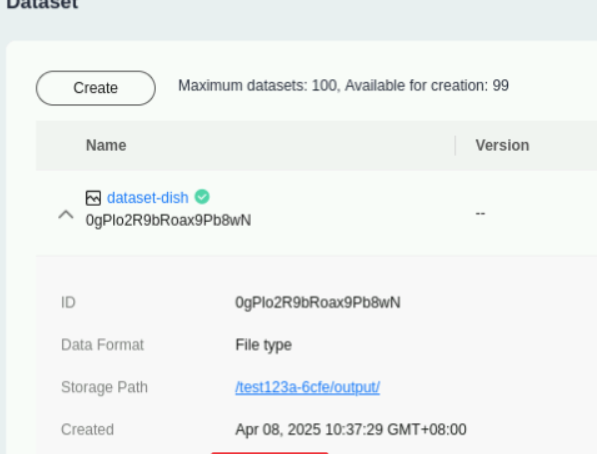 Dataset
Create Maximum datasets: 100, Available for creation: 99
Name Version
dataset-dish
0gPlo2R9bRoax9Pb8wN --
ID 0gPlo2R9bRoax9Pb8wN
Data Format File type
Storage Path /test123a-6cfe/output/
Created Apr 08, 2025 10:37:29 GMT+08:00